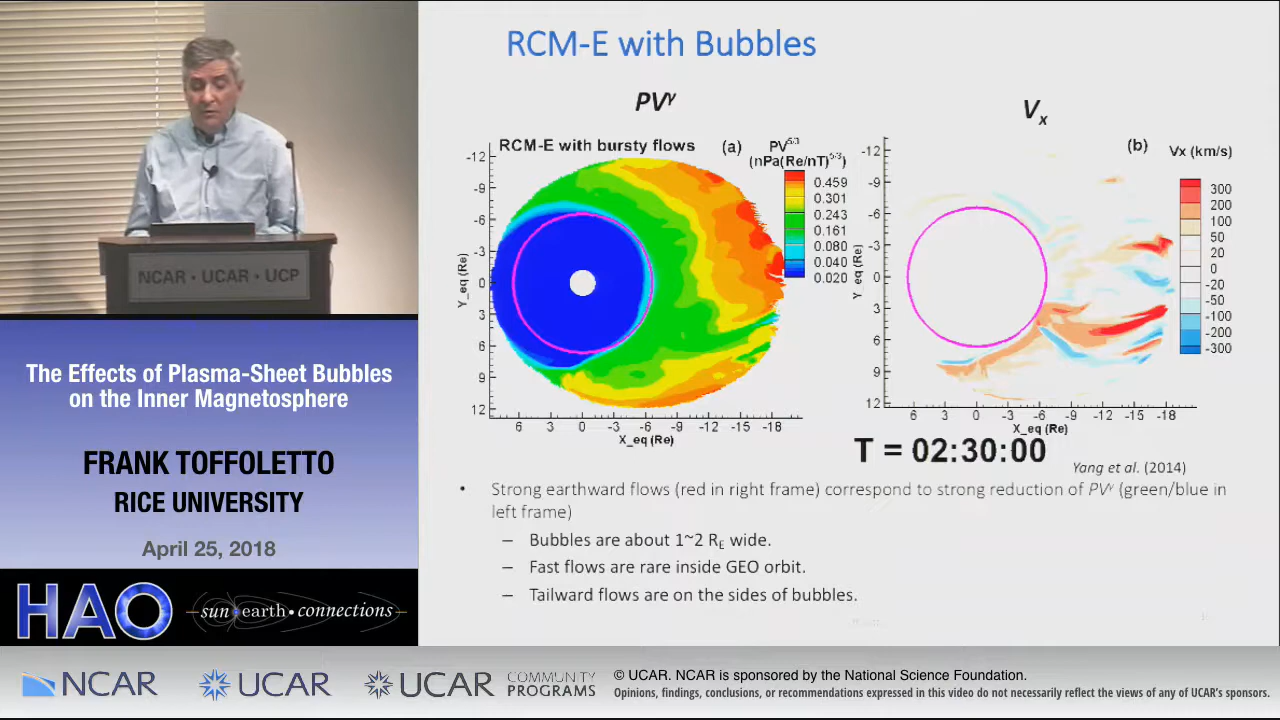 RCM-E with Bubbles
PVγ
Vx
RCM-E with bursty flows
(a)
PV5/3
(nPa(Re/nT)5/3)
0.459
0.301
0.243
0.161
0.080
0.040
0.020
-12
-9
-6
-3
0
3
6
9
12
Y_eq (Re)
6 3 0 -3 -6 -9 -12 -15 -18
X_eq (Re)
(b)
Vx (km/s)
300
200
100
50
20
0
-20
-50
-100
-200
-300
-12
-9
-6
-3
0
3
6
9
12
Y_eq (Re)
6 3 0 -3 -6 -9 -12 -15 -18
X_eq (Re)
T = 02:30:00
Yang et al. (2014)
• Strong earthward flows (red in right frame) correspond to strong reduction of PVγ (green/blue in
left frame)
– Bubbles are about 1~2 RE wide.
– Fast flows are rare inside GEO orbit.
– Tailward flows are on the sides of bubbles.
NCAR • UCAR • UCP
The Effects of Plasma-Sheet Bubbles
on the Inner Magnetosphere
FRANK TOFFOLETTO
RICE UNIVERSITY
April 25, 2018
HAO
sun•earth•connections
NCAR
UCAR
UCAR
COMMUNITY
PROGRAMS
© UCAR. NCAR is sponsored by the National Science Foundation.
Opinions, findings, conclusions, or recommendations expressed in this video do not necessarily reflect the views of any of UCAR's sponsors.